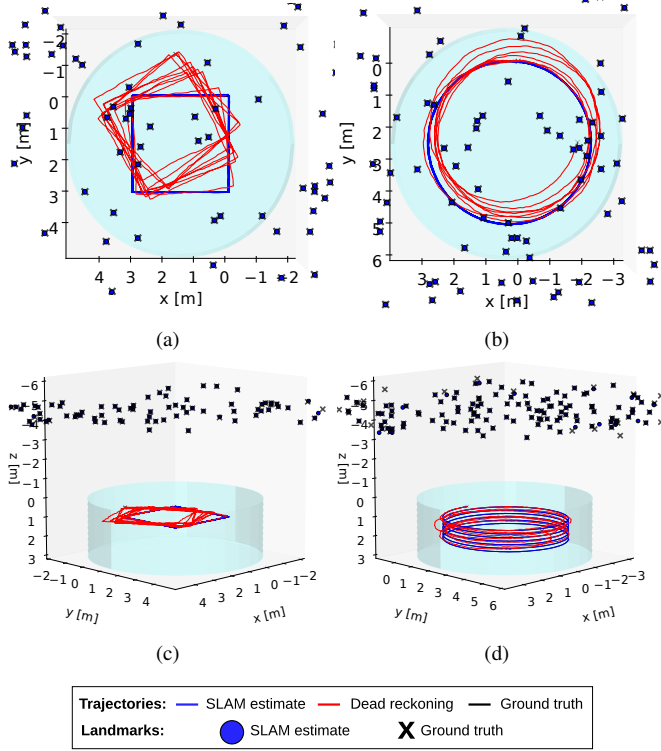 −2
−1
0
1
2
3
4
y [m]
4 3 2 1 0 −1 −2
x [m]
(a)
0
1
2
3
4
5
6
y [m]
3 2 1 0 −1 −2 −3
x [m]
(b)
−6
−5
−4
−3
−2
−1
0
1
2
3
z [m]
−2 −1 0 1 2 3 4
y [m]
4 3 2 1 0 −1 −2
x [m]
(c)
−6
−5
−4
−3
−2
−1
0
1
2
3
z [m]
0 1 2 3 4 5 6
y [m]
3 2 1 0 −1 −2 −3
x [m]
(d)
Trajectories: SLAM estimate Dead reckoning Ground truth
Landmarks: SLAM estimate Ground truth